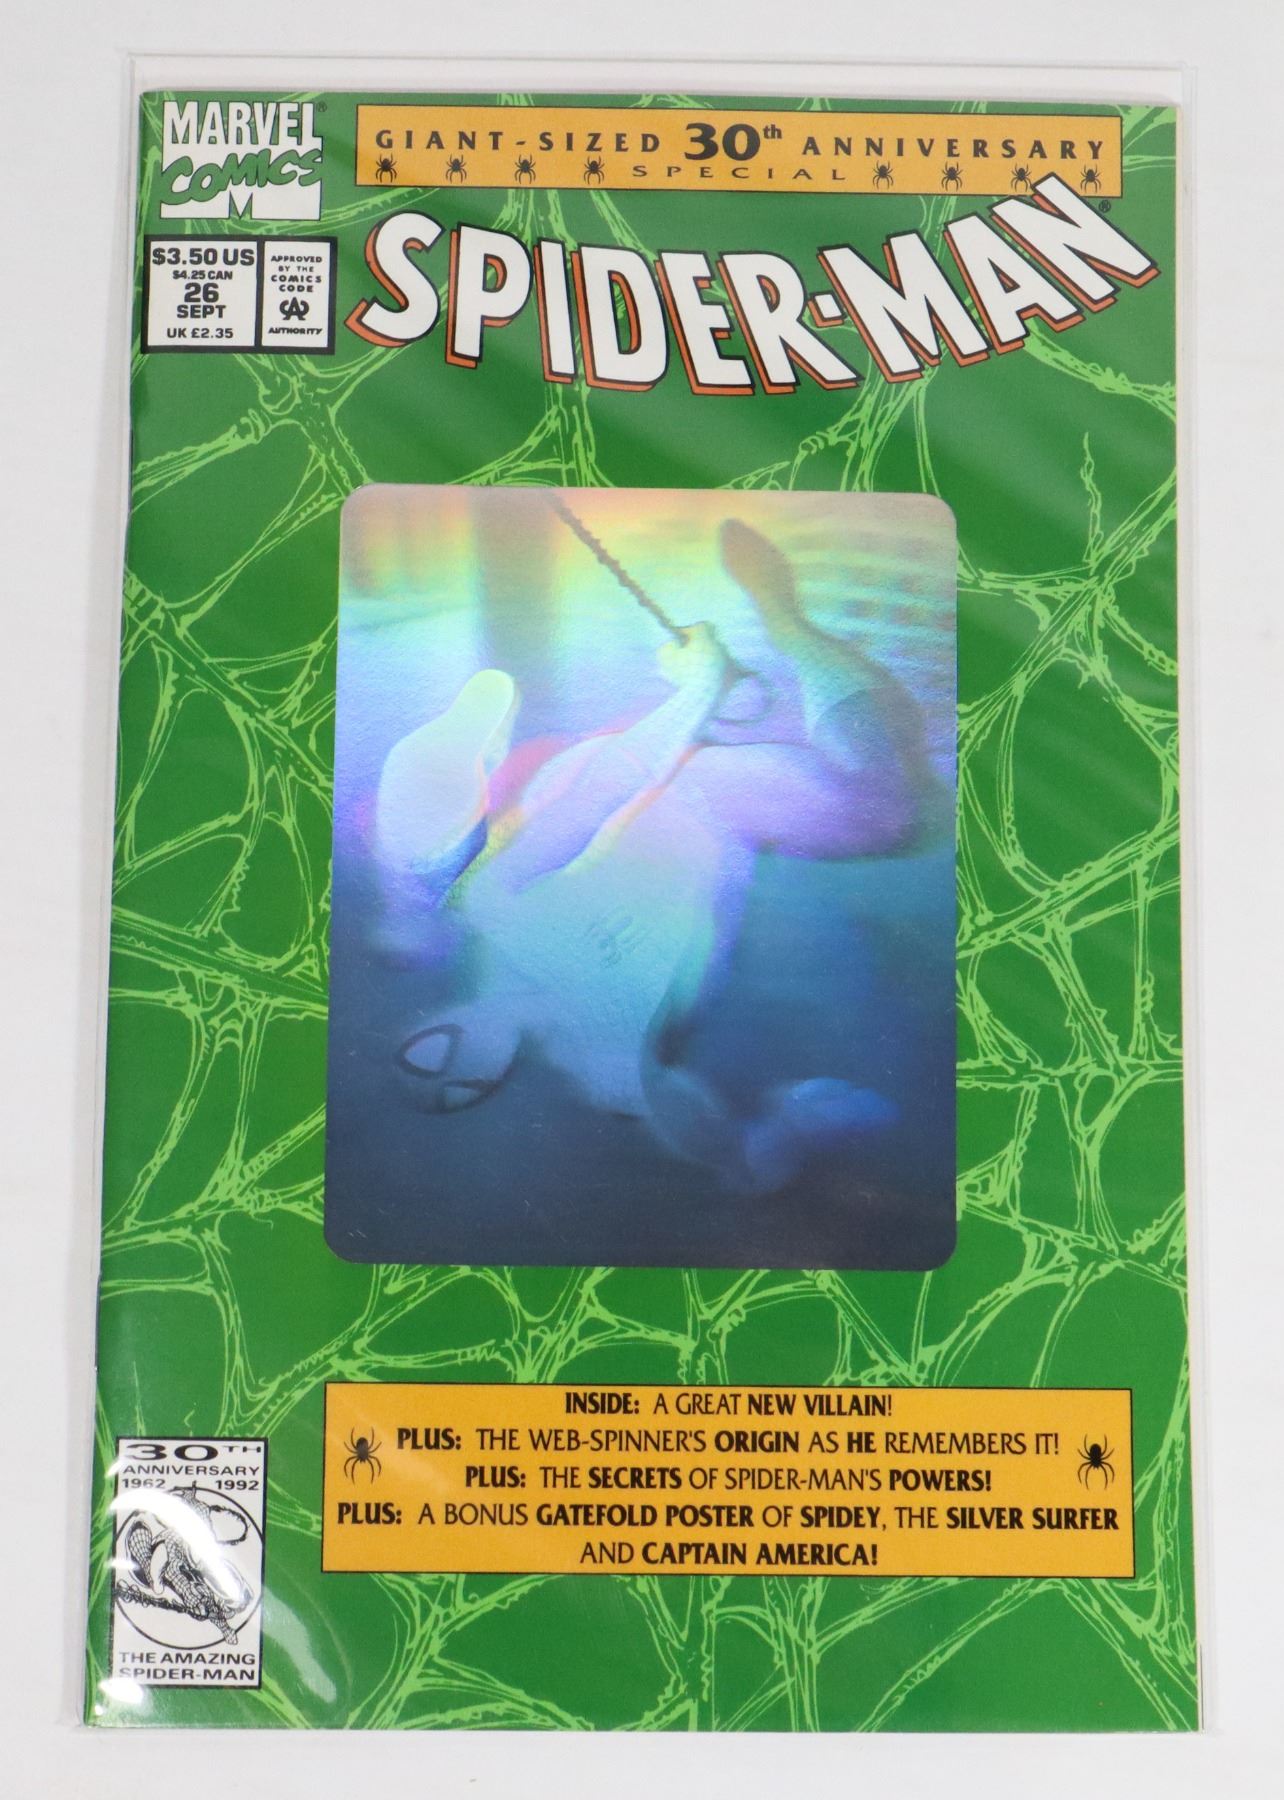 MARVEL®
COMICS
GIANT-SIZED 30th ANNIVERSARY
SPECIAL
SPIDER-MAN®
$3.50 US
$4.25 CAN
26
SEPT
UK £2.35
APPROVED
BY THE
COMICS
CODE
CA
AUTHORITY
INSIDE: A GREAT NEW VILLAIN!
PLUS: THE WEB-SPINNER'S ORIGIN AS HE REMEMBERS IT!
PLUS: THE SECRETS OF SPIDER-MAN'S POWERS!
PLUS: A BONUS GATEFOLD POSTER OF SPIDEY, THE SILVER SURFER
AND CAPTAIN AMERICA!
30TH
ANNIVERSARY
1962 1992
THE AMAZING
SPIDER-MAN